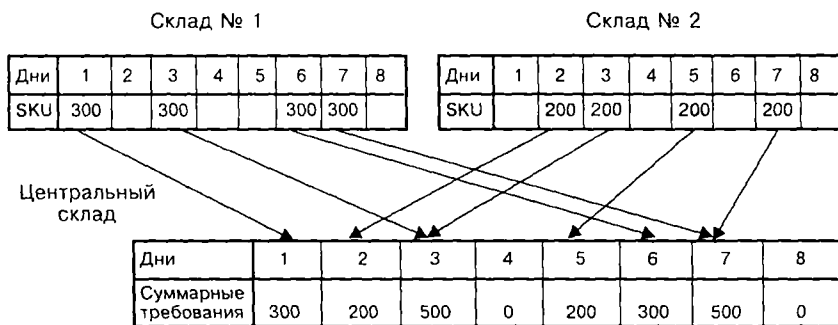 Склад № 1
Склад № 2
Дни 1 2 3 4 5 6 7 8
SKU 300 300 300 300
Дни 1 2 3 4 5 6 7 8
SKU 200 200 200 200
Центральный
склад
Дни 1 2 3 4 5 6 7 8
Суммарные
требования 300 200 500 0 200 300 500 0